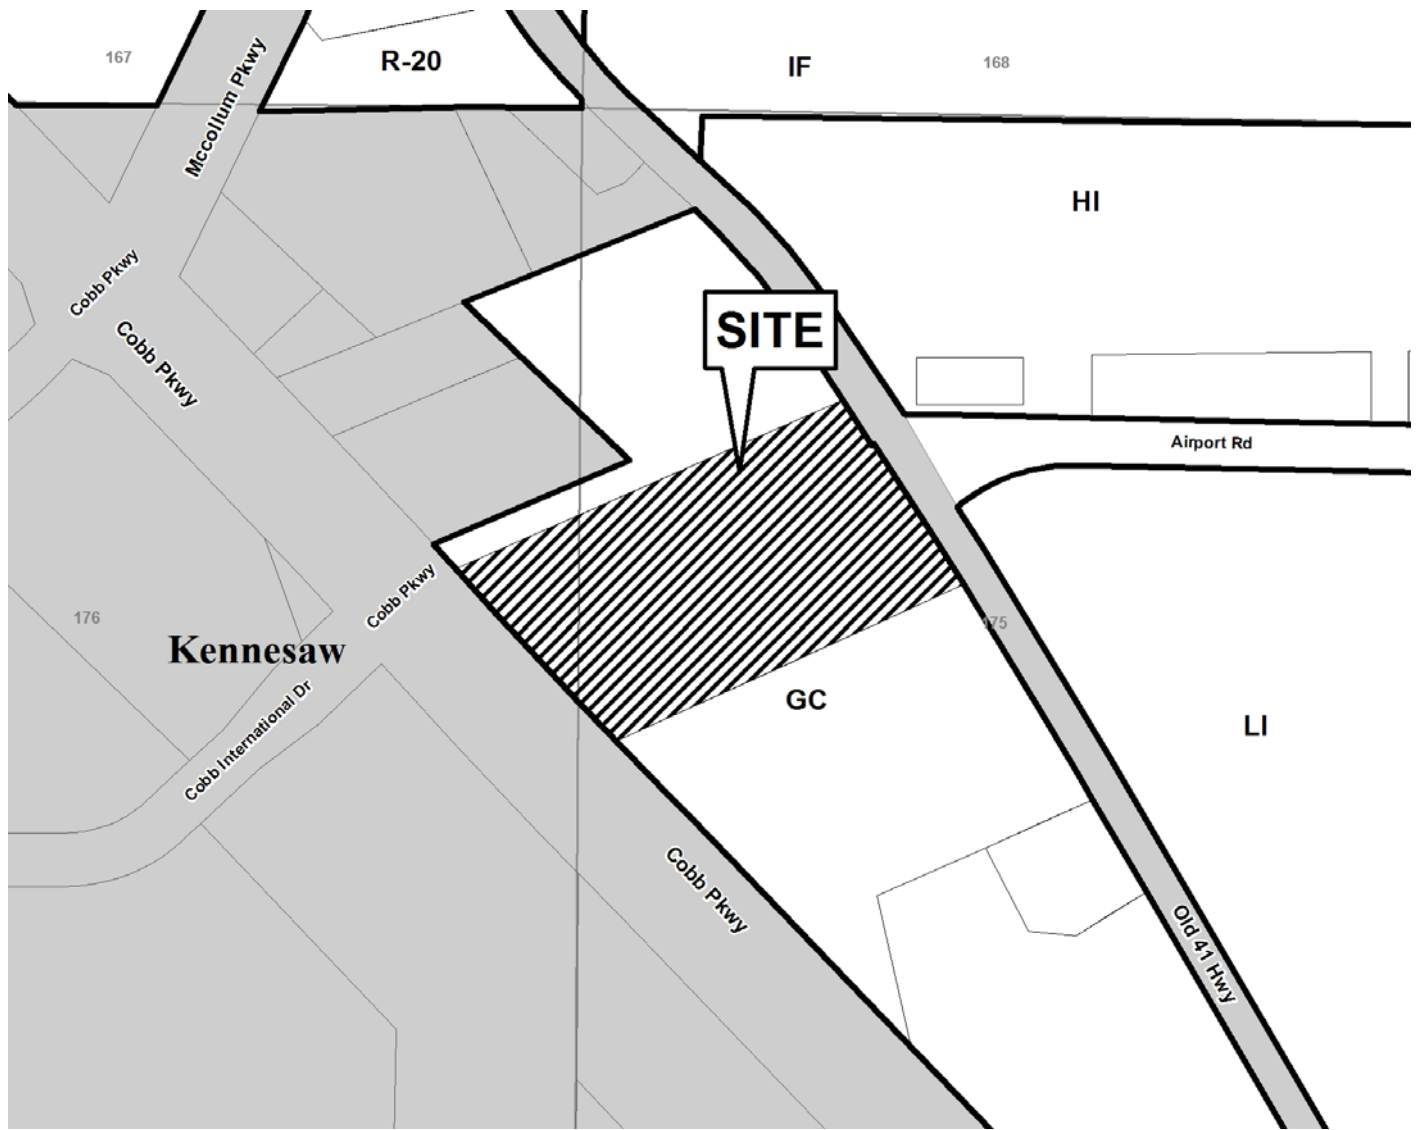 167
Mccollum Pkwy
R-20
IF
168
HI
Cobb Pkwy
Cobb Pkwy
SITE
Airport Rd
Cobb Pkwy
176
Kennesaw
175
GC
LI
Cobb International Dr
Cobb Pkwy
Old 41 Hwy